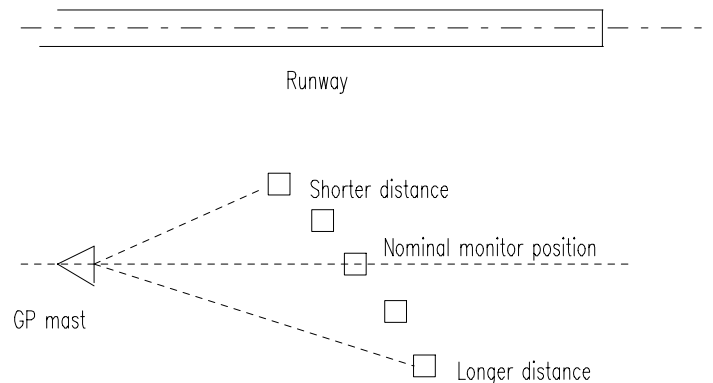 Runway
Shorter distance
Nominal monitor position
GP mast
Longer distance